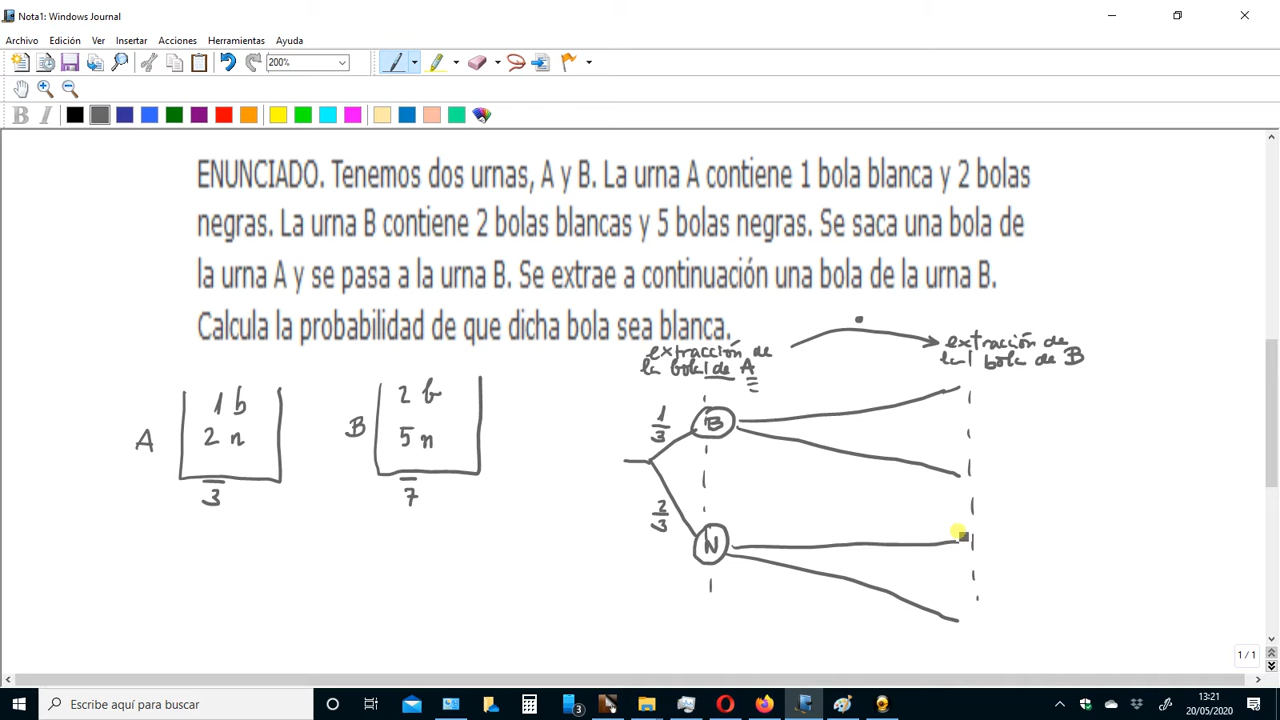 Nota1: Windows Journal
Archivo Edición Ver Insertar Acciones Herramientas Ayuda
200%
B I
ENUNCIADO. Tenemos dos urnas, A y B. La urna A contiene 1 bola blanca y 2 bolas
negras. La urna B contiene 2 bolas blancas y 5 bolas negras. Se saca una bola de
la urna A y se pasa a la urna B. Se extrae a continuación una bola de la urna B.
Calcula la probabilidad de que dicha bola sea blanca.
extracción de
la bola de A
extracción de
la bola de B
A
1 b
2 n
3
B
2 b
5 n
7
1/3
B
2/3
N
1 / 1
Escribe aquí para buscar
3
13:21
20/05/2020